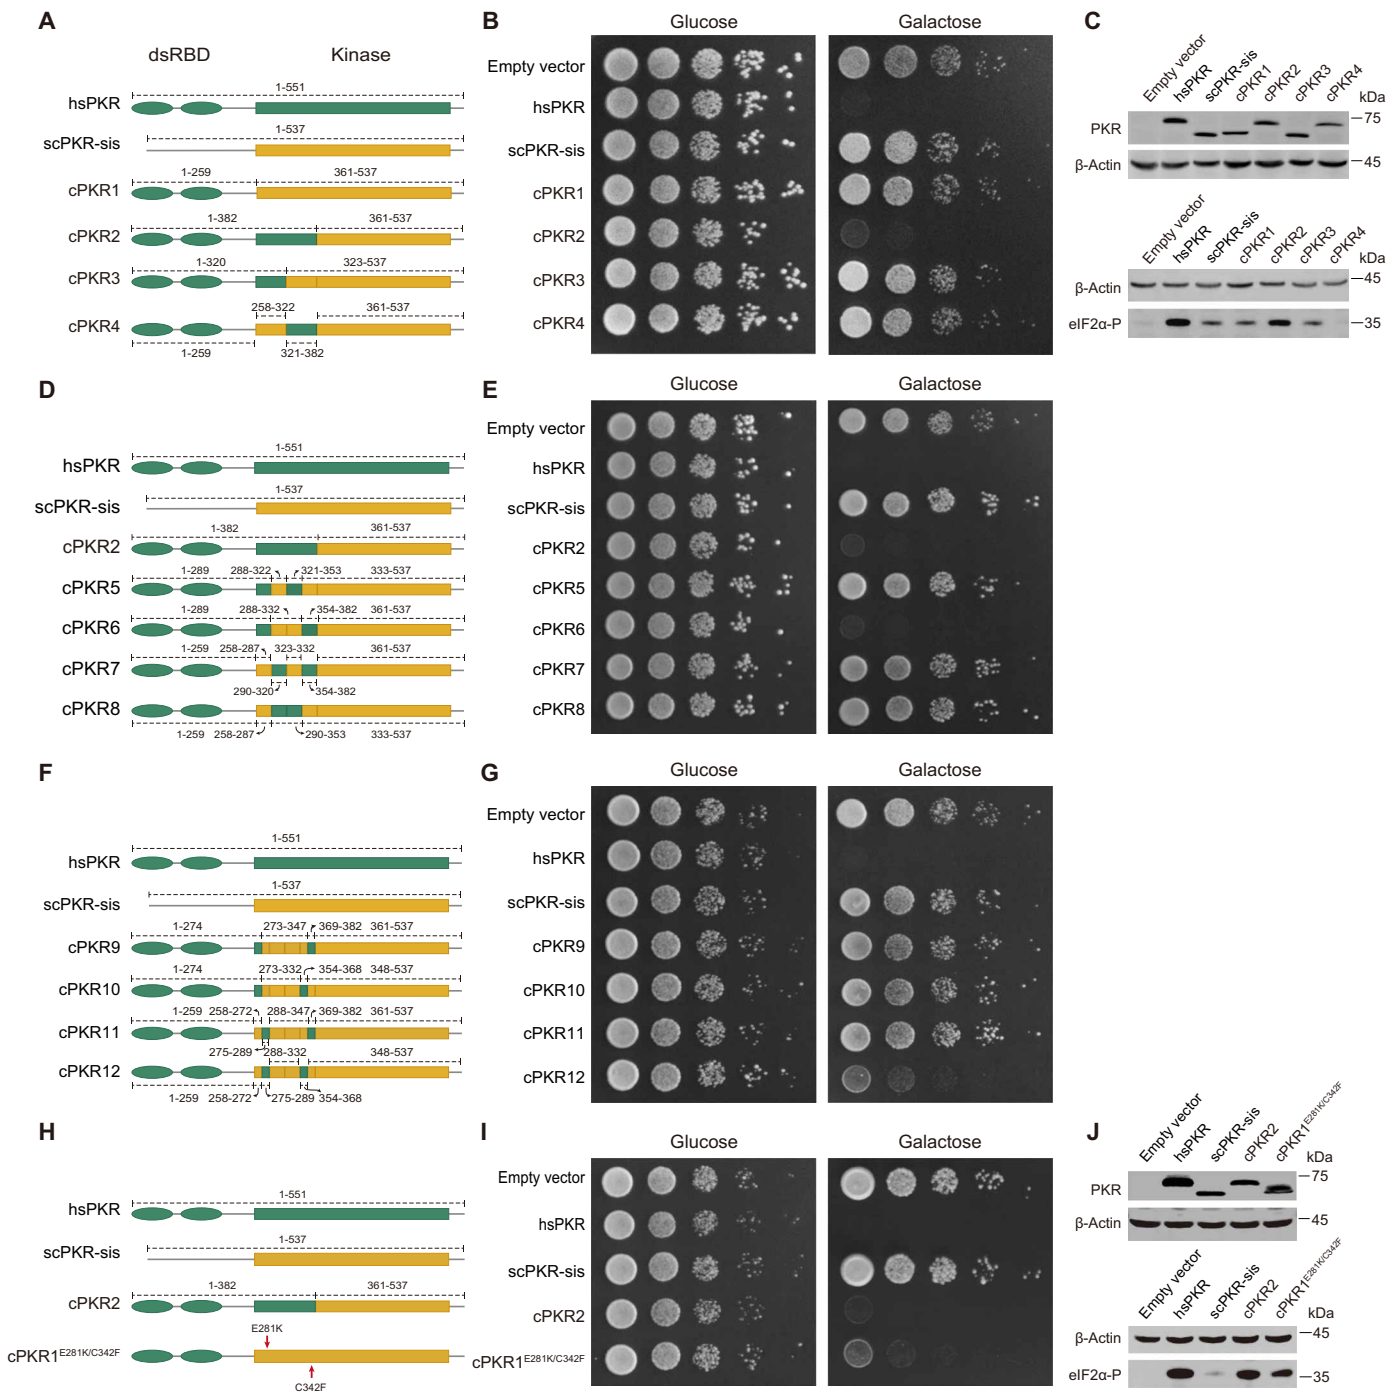 A
dsRBD
Kinase
hsPKR
1-551
scPKR-sis
1-537
cPKR1
1-259
361-537
cPKR2
1-382
361-537
cPKR3
1-320
323-537
cPKR4
258-322
361-537
1-259
321-382
B
Glucose
Galactose
Empty vector
hsPKR
scPKR-sis
cPKR1
cPKR2
cPKR3
cPKR4
C
Empty vector
hsPKR
scPKR-sis
cPKR1
cPKR2
cPKR3
cPKR4
kDa
PKR
75
β-Actin
45
Empty vector
hsPKR
scPKR-sis
cPKR1
cPKR2
cPKR3
cPKR4
kDa
β-Actin
45
eIF2α-P
35
D
hsPKR
1-551
scPKR-sis
1-537
cPKR2
1-382
361-537
cPKR5
1-289
288-322
321-353
333-537
cPKR6
1-289
288-332
354-382
361-537
cPKR7
1-259
258-287
323-332
361-537
290-320
354-382
cPKR8
1-259
258-287
290-353
333-537
E
Glucose
Galactose
Empty vector
hsPKR
scPKR-sis
cPKR2
cPKR5
cPKR6
cPKR7
cPKR8
F
hsPKR
1-551
scPKR-sis
1-537
cPKR9
1-274
273-347
369-382
361-537
cPKR10
1-274
273-332
354-368
348-537
cPKR11
1-259
258-272
288-347
369-382
361-537
275-289
cPKR12
288-332
348-537
1-259
258-272
275-289
354-368
G
Glucose
Galactose
Empty vector
hsPKR
scPKR-sis
cPKR9
cPKR10
cPKR11
cPKR12
H
hsPKR
1-551
scPKR-sis
1-537
cPKR2
1-382
361-537
cPKR1E281K/C342F
E281K
C342F
I
Glucose
Galactose
Empty vector
hsPKR
scPKR-sis
cPKR2
cPKR1E281K/C342F
J
Empty vector
hsPKR
scPKR-sis
cPKR2
cPKR1E281K/C342F
kDa
PKR
75
β-Actin
45
Empty vector
hsPKR
scPKR-sis
cPKR2
cPKR1E281K/C342F
kDa
β-Actin
45
eIF2α-P
35